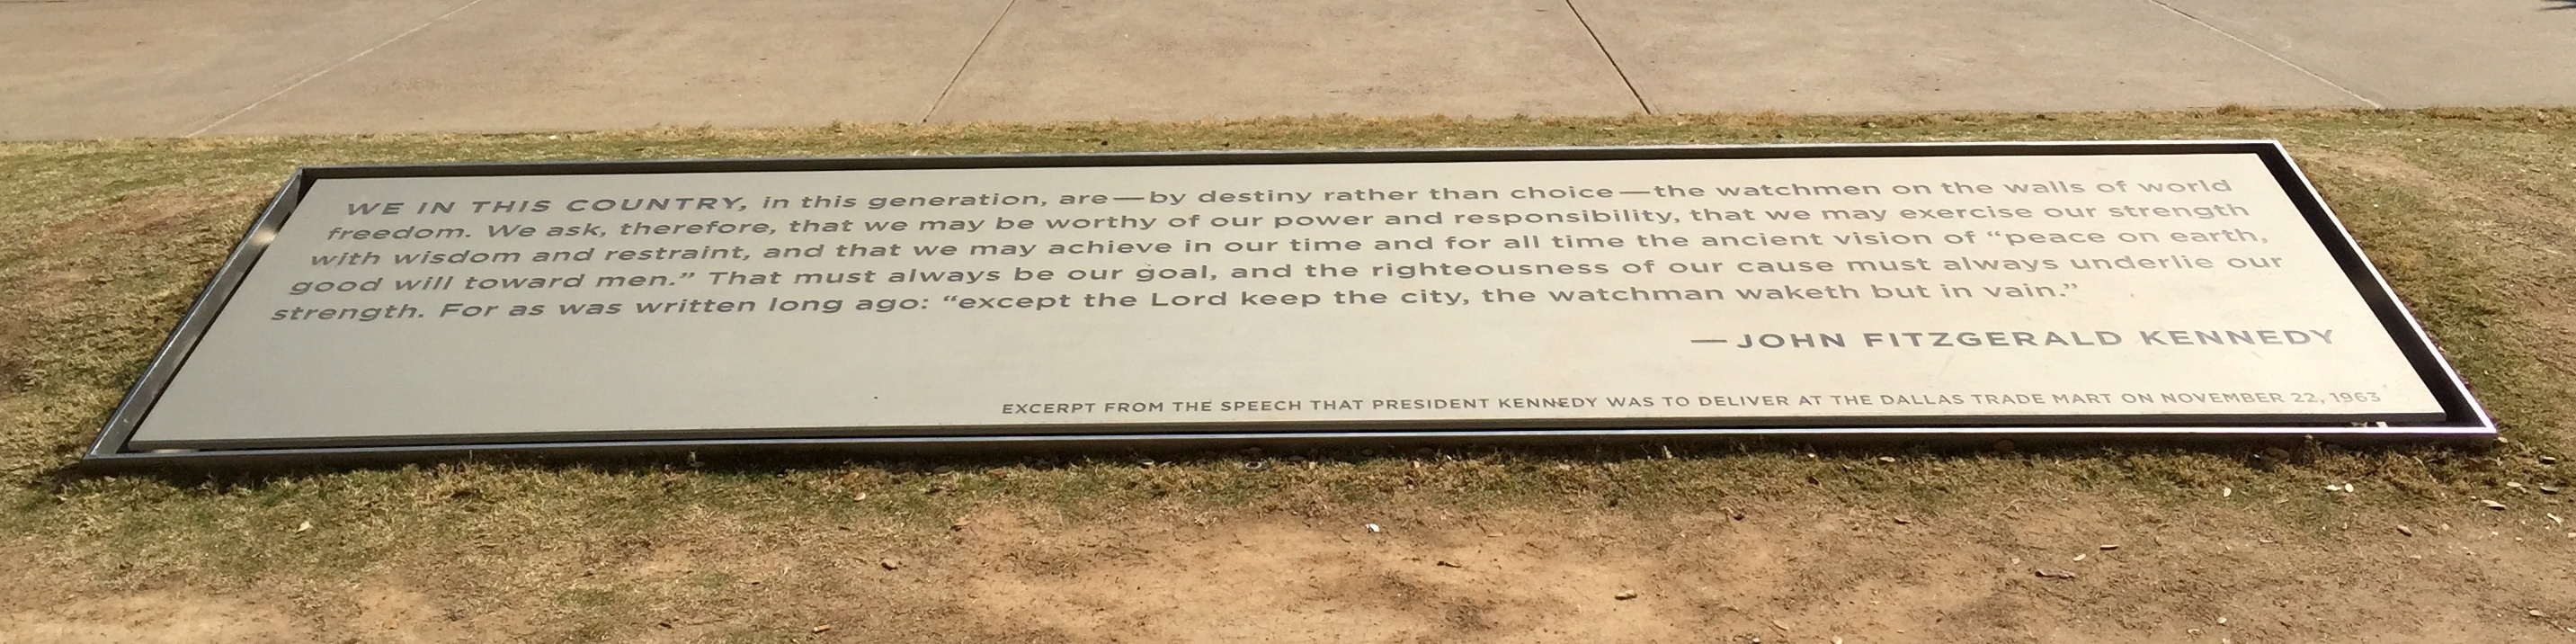 WE IN THIS COUNTRY, in this generation, are—by destiny rather than choice—the watchmen on the walls of world
freedom. We ask, therefore, that we may be worthy of our power and responsibility, that we may exercise our strength
with wisdom and restraint, and that we may achieve in our time and for all time the ancient vision of “peace on earth,
good will toward men.” That must always be our goal, and the righteousness of our cause must always underlie our
strength. For as was written long ago: “except the Lord keep the city, the watchman waketh but in vain.”
—JOHN FITZGERALD KENNEDY
EXCERPT FROM THE SPEECH THAT PRESIDENT KENNEDY WAS TO DELIVER AT THE DALLAS TRADE MART ON NOVEMBER 22, 1963